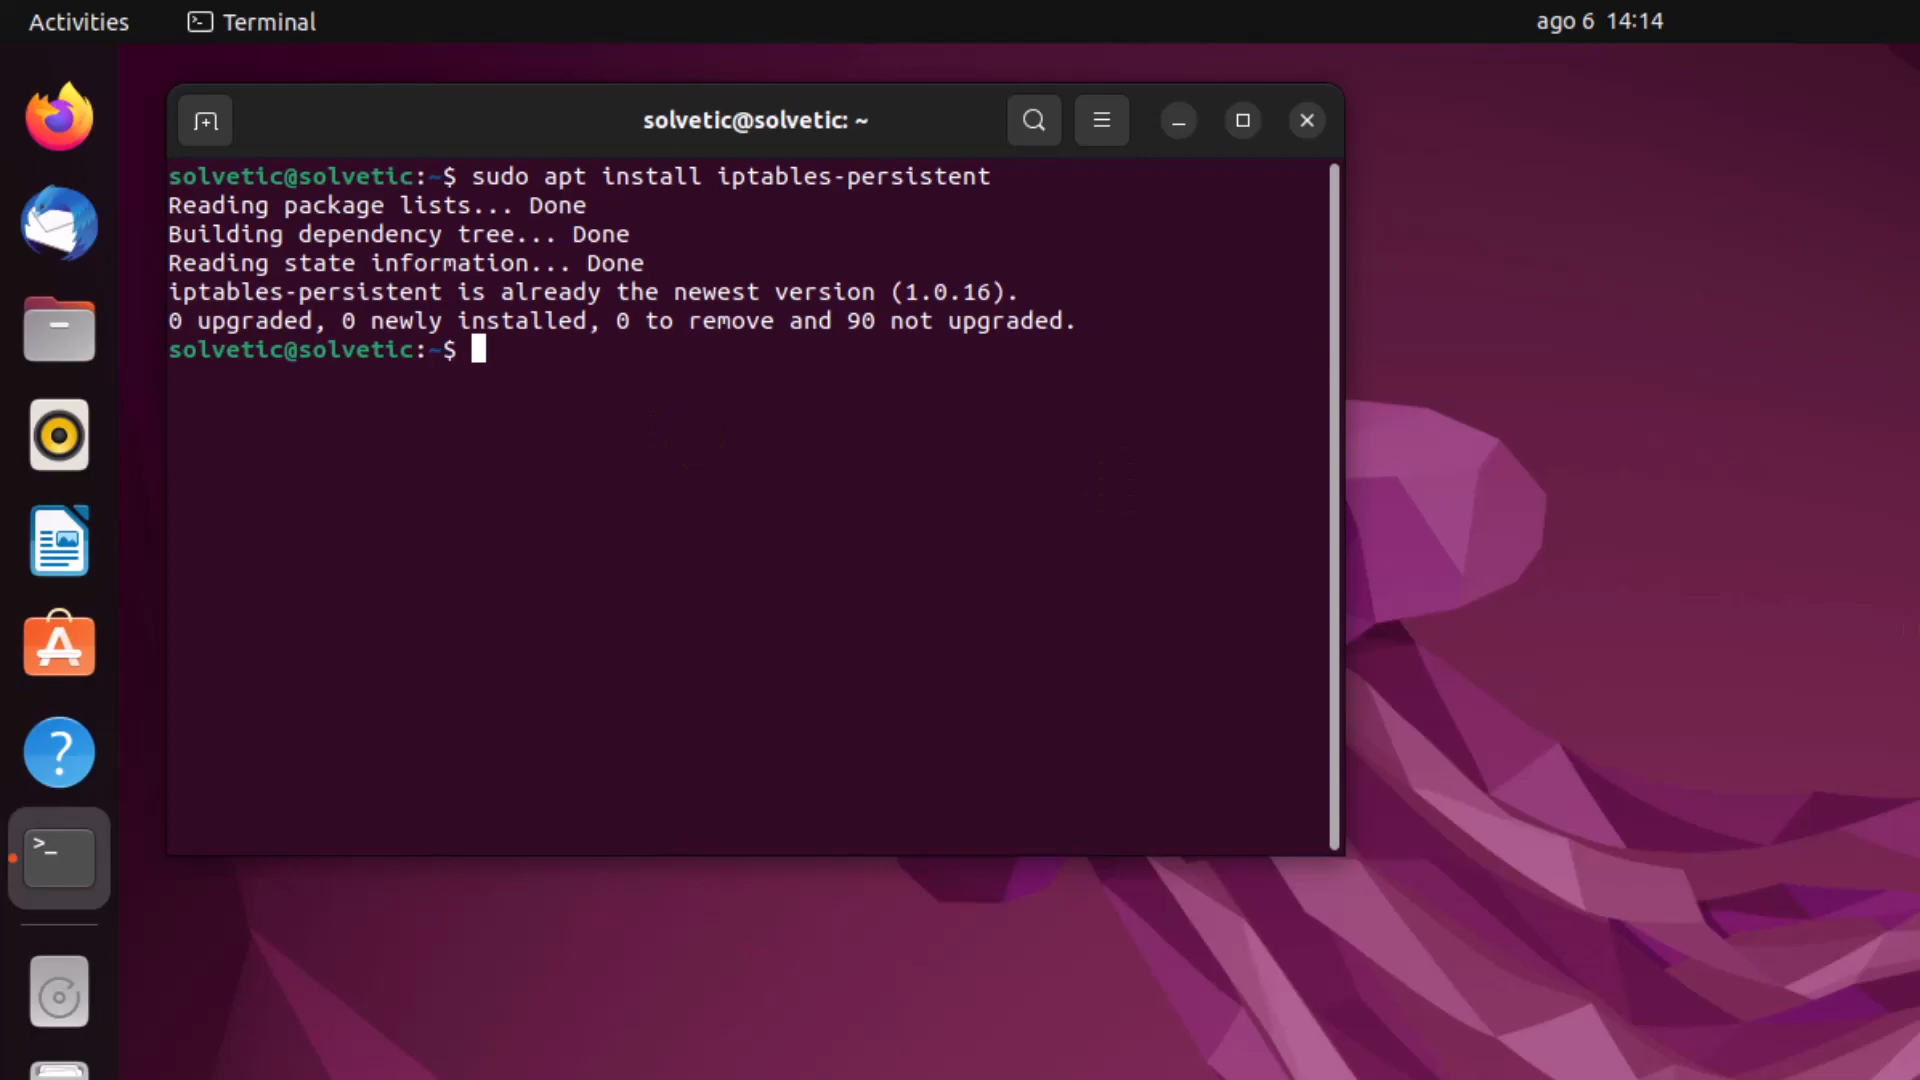 Activities Terminal ago 6 14:14
solvetic@solvetic: ~
solvetic@solvetic:~$ sudo apt install iptables-persistent
Reading package lists... Done
Building dependency tree... Done
Reading state information... Done
iptables-persistent is already the newest version (1.0.16).
0 upgraded, 0 newly installed, 0 to remove and 90 not upgraded.
solvetic@solvetic:~$